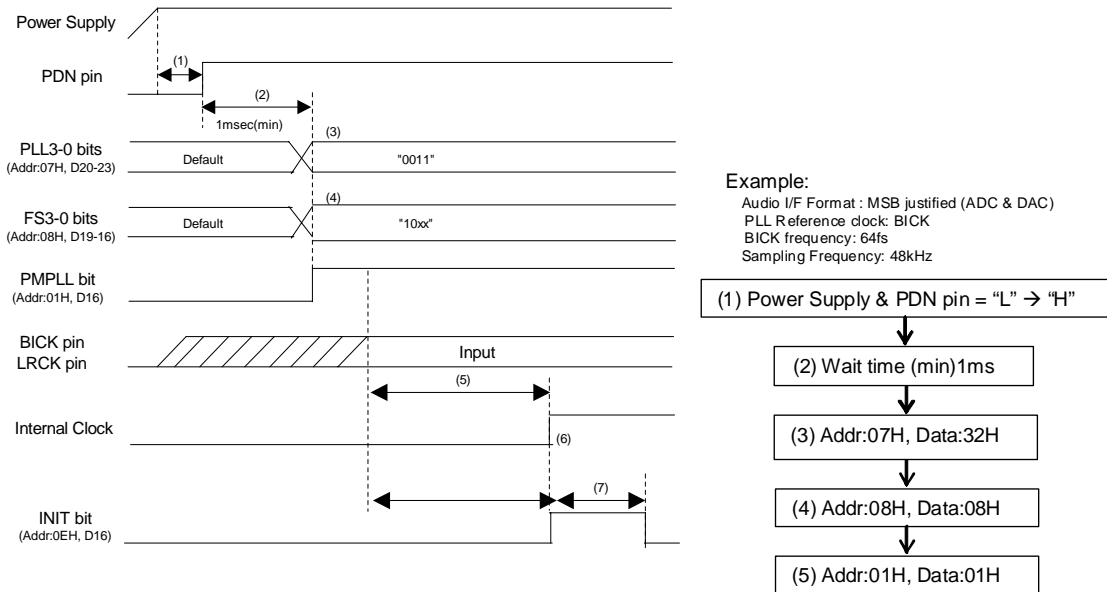 Power Supply
(1)
PDN pin
(2)
1msec(min)
(3)
PLL3-0 bits
(Addr:07H, D20-23)
Default
"0011"
(4)
FS3-0 bits
(Addr:08H, D19-16)
Default
"10xx"
PMPLL bit
(Addr:01H, D16)
BICK pin
LRCK pin
Input
(5)
Internal Clock
(6)
(7)
INIT bit
(Addr:0EH, D16)
Example:
Audio I/F Format : MSB justified (ADC & DAC)
PLL Reference clock: BICK
BICK frequency: 64fs
Sampling Frequency: 48kHz
(1) Power Supply & PDN pin = “L” → “H”
(2) Wait time (min)1ms
(3) Addr:07H, Data:32H
(4) Addr:08H, Data:08H
(5) Addr:01H, Data:01H